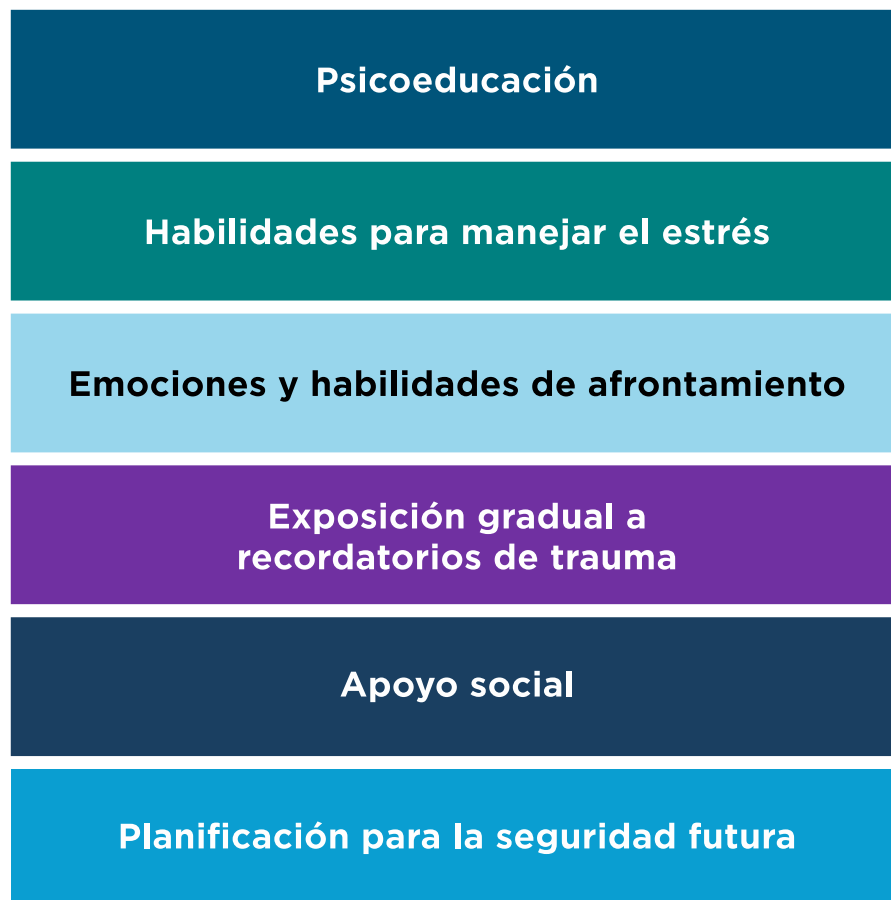 Psicoeducación
Habilidades para manejar el estrés
Emociones y habilidades de afrontamiento
Exposición gradual a
recordatorios de trauma
Apoyo social
Planificación para la seguridad futura